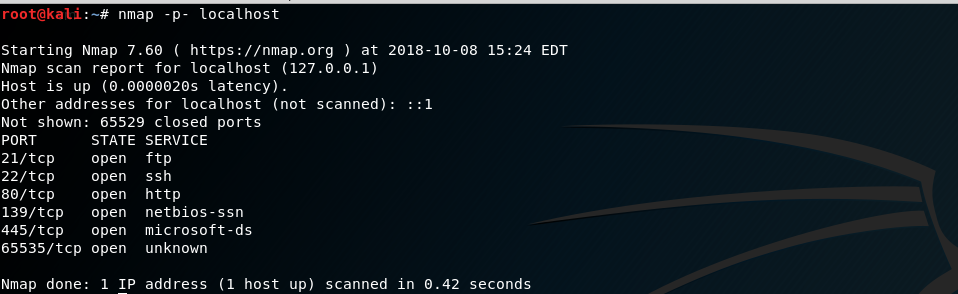 root@kali:~# nmap -p- localhost
Starting Nmap 7.60 ( https://nmap.org ) at 2018-10-08 15:24 EDT
Nmap scan report for localhost (127.0.0.1)
Host is up (0.0000020s latency).
Other addresses for localhost (not scanned): ::1
Not shown: 65529 closed ports
PORT      STATE SERVICE
21/tcp    open  ftp
22/tcp    open  ssh
80/tcp    open  http
139/tcp   open  netbios-ssn
445/tcp   open  microsoft-ds
65535/tcp open  unknown
Nmap done: 1 IP address (1 host up) scanned in 0.42 seconds